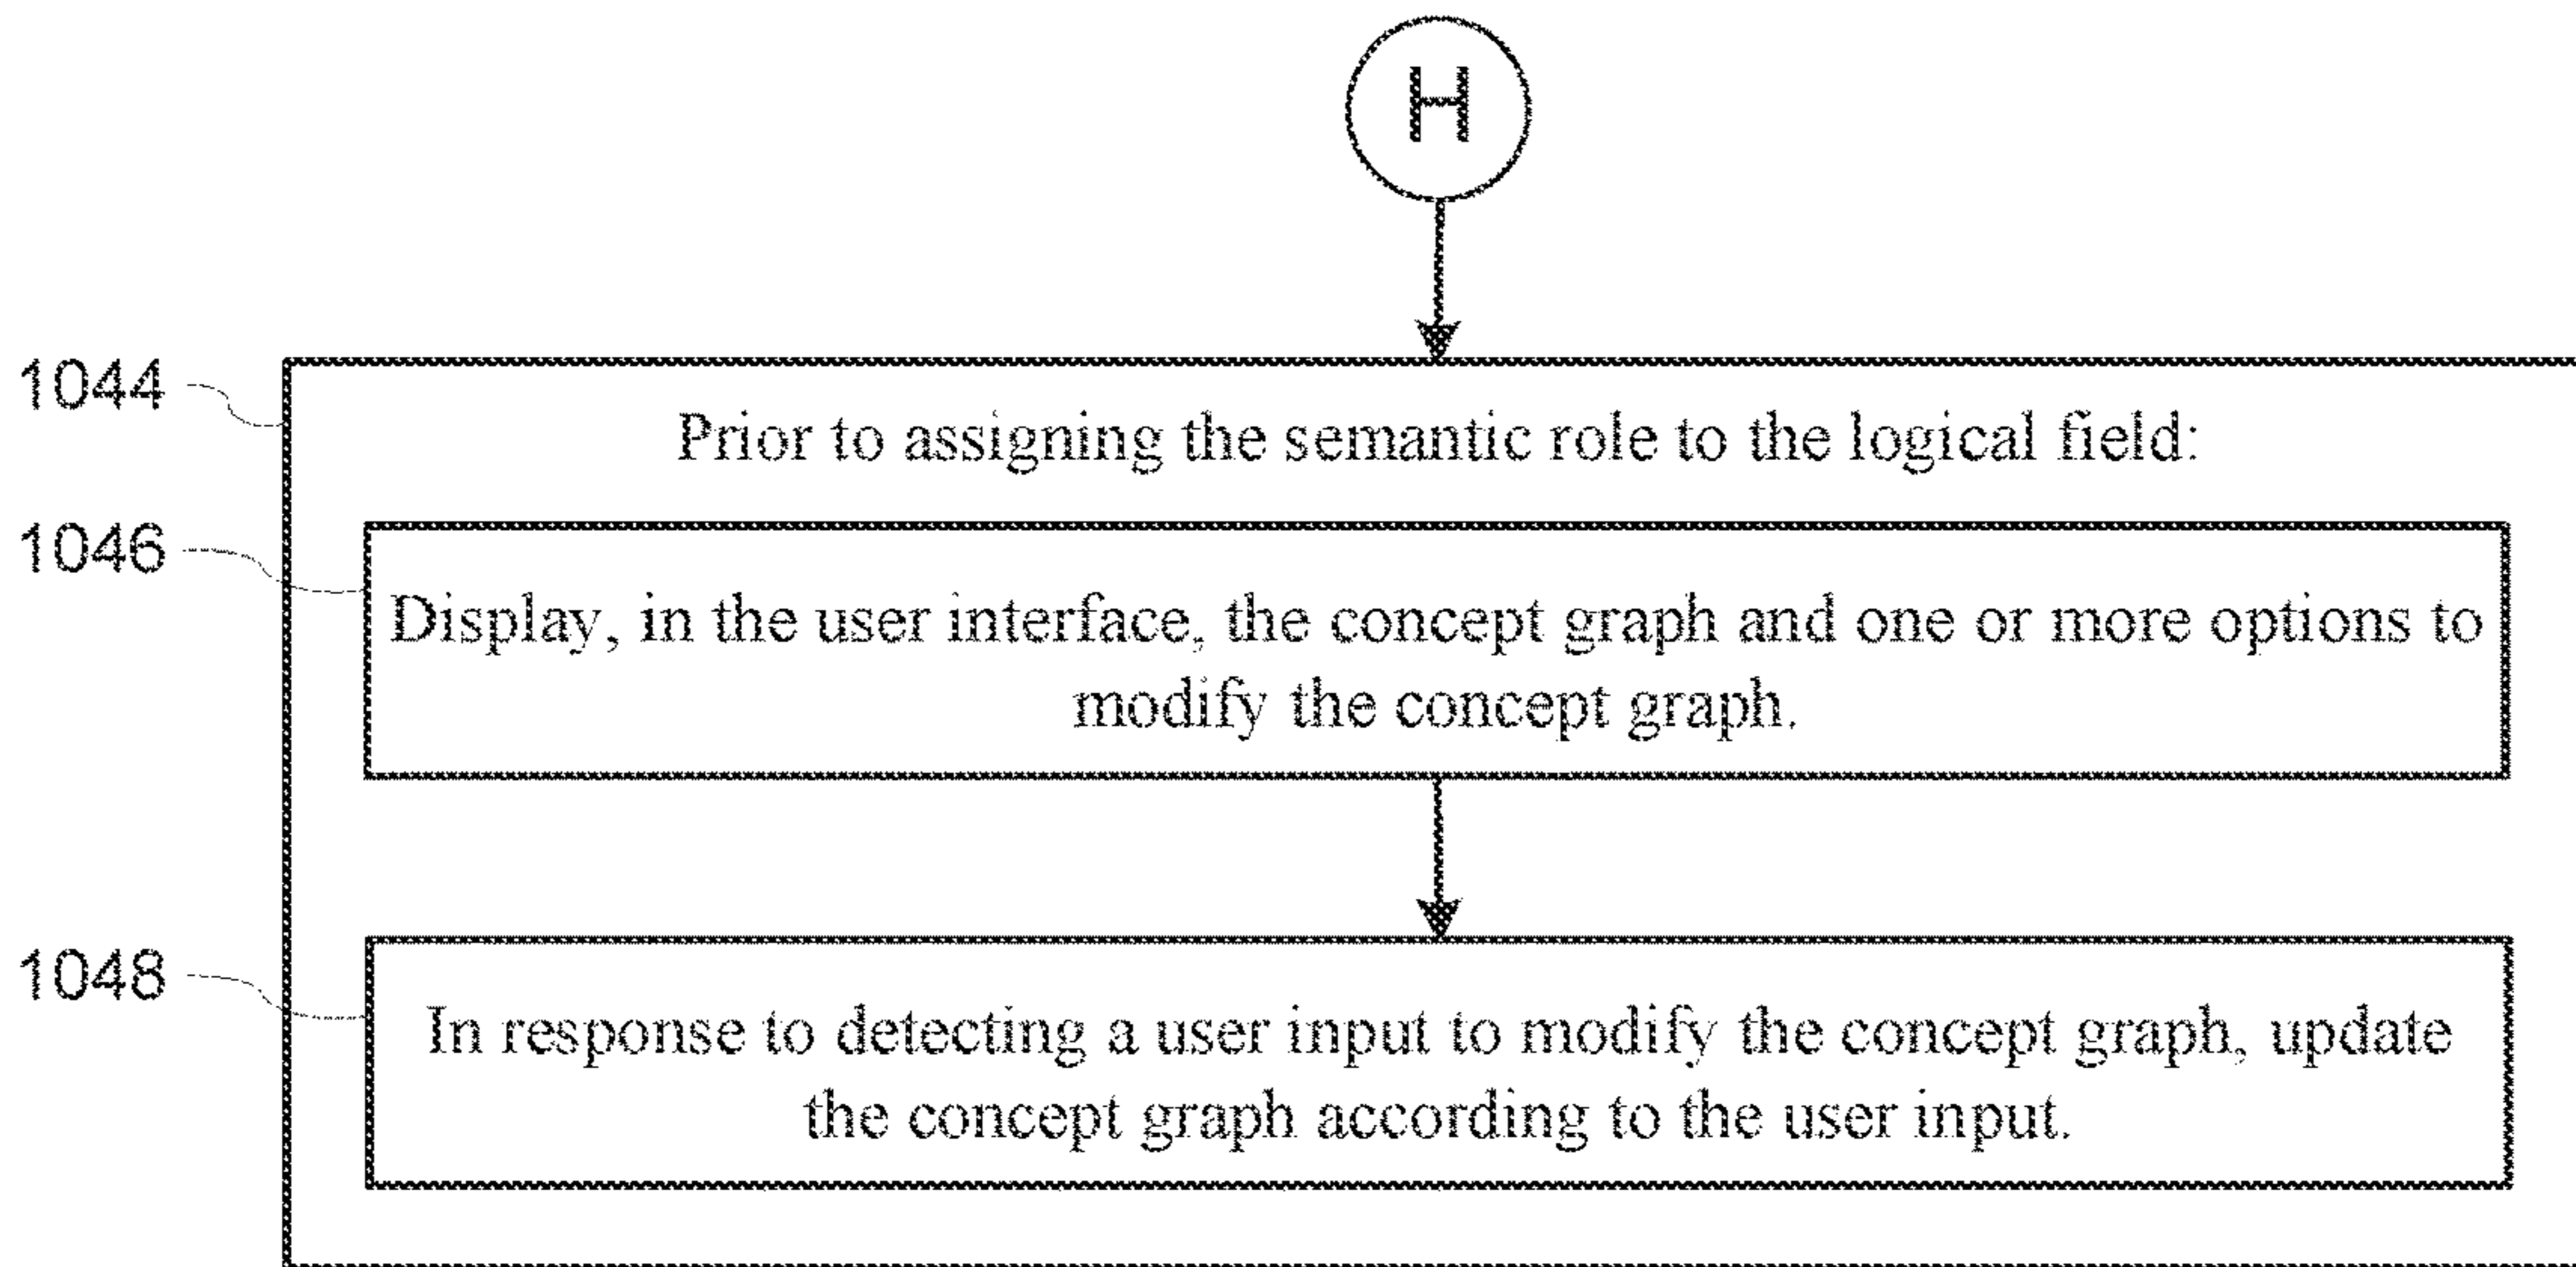 H
1044
Prior to assigning the semantic role to the logical field:
1046
Display, in the user interface, the concept graph and one or more options to
modify the concept graph.
1048
In response to detecting a user input to modify the concept graph, update
the concept graph according to the user input.